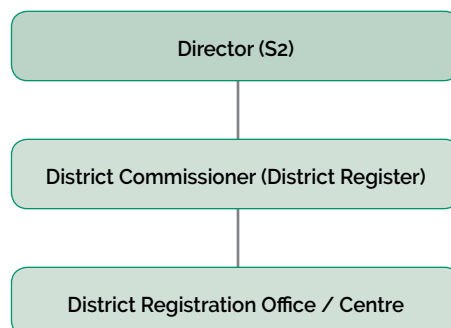 Director (S2)
District Commissioner (District Register)
District Registration Office / Centre